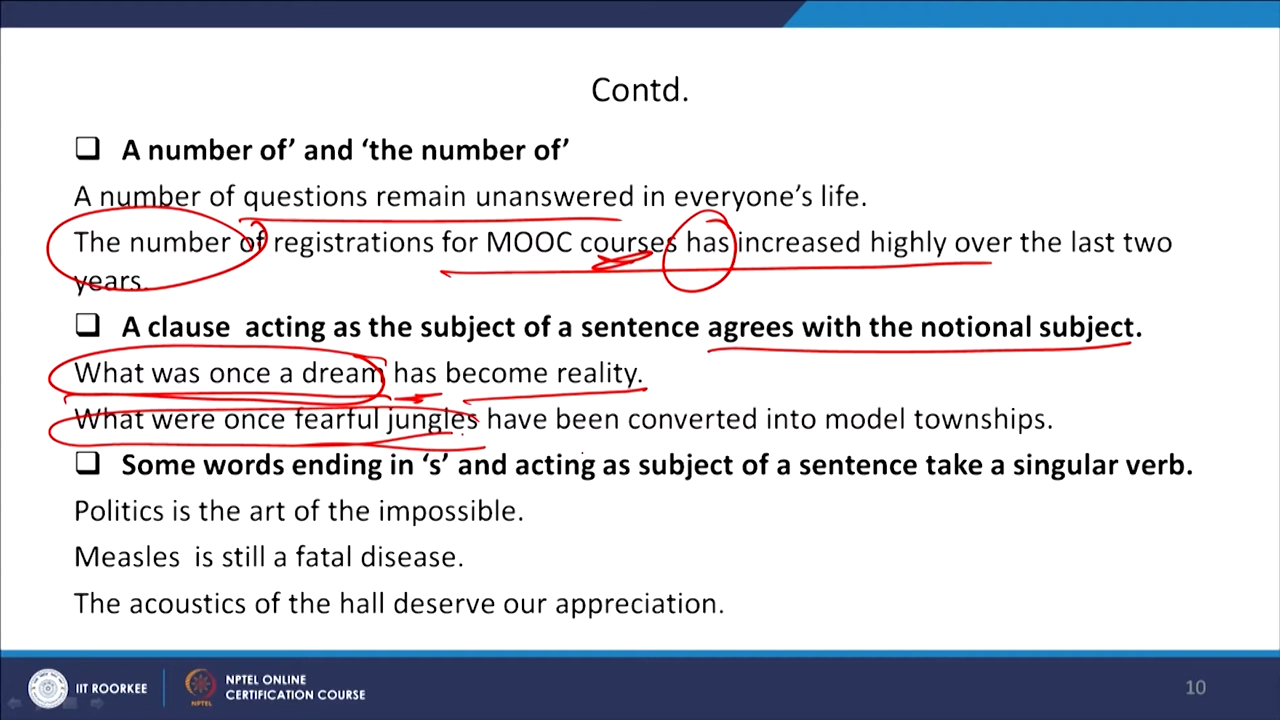 Contd.
❑ A number of’ and ‘the number of’
A number of questions remain unanswered in everyone’s life.
The number of registrations for MOOC courses has increased highly over the last two
years.
❑ A clause acting as the subject of a sentence agrees with the notional subject.
What was once a dream has become reality.
What were once fearful jungles have been converted into model townships.
❑ Some words ending in ‘s’ and acting as subject of a sentence take a singular verb.
Politics is the art of the impossible.
Measles is still a fatal disease.
The acoustics of the hall deserve our appreciation.
IIT ROORKEE
NPTEL
NPTEL ONLINE
CERTIFICATION COURSE
10